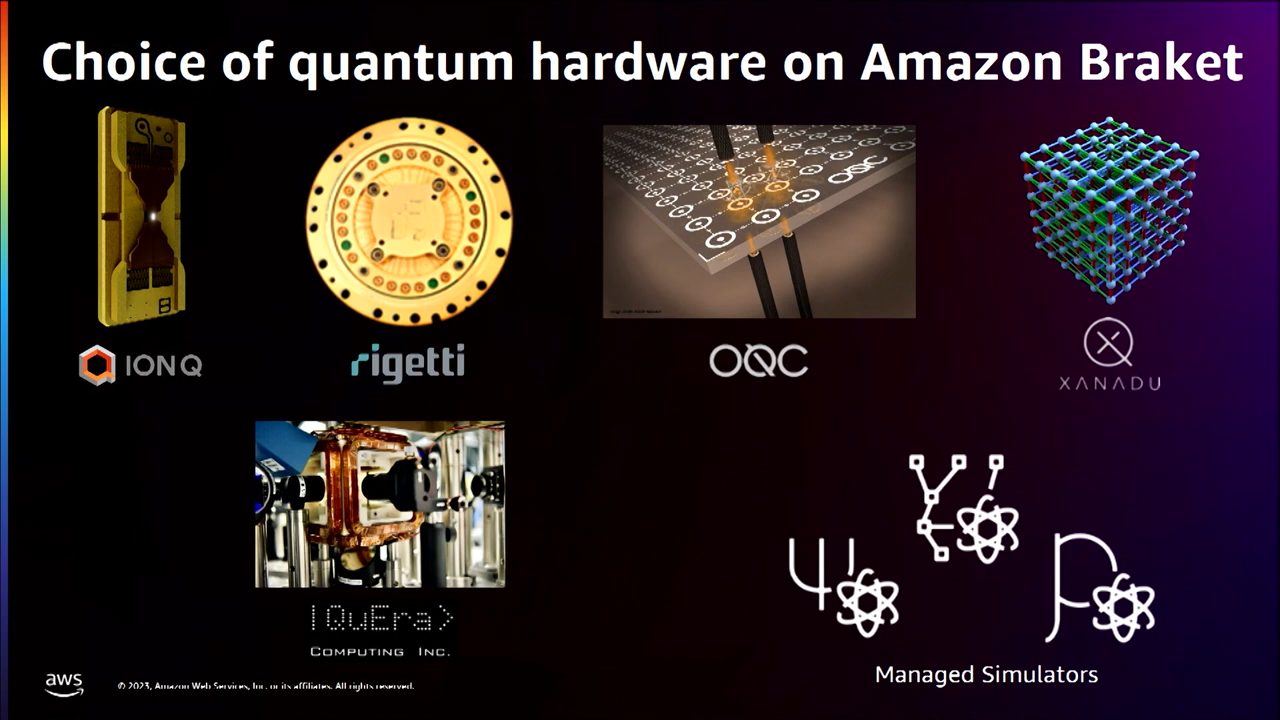 Choice of quantum hardware on Amazon Braket
B
OQC
IONQ
rigetti
OQC
XANADU
|QuEra>
COMPUTING INC.
Managed Simulators
aws
© 2023, Amazon Web Services, Inc. or its affiliates. All rights reserved.